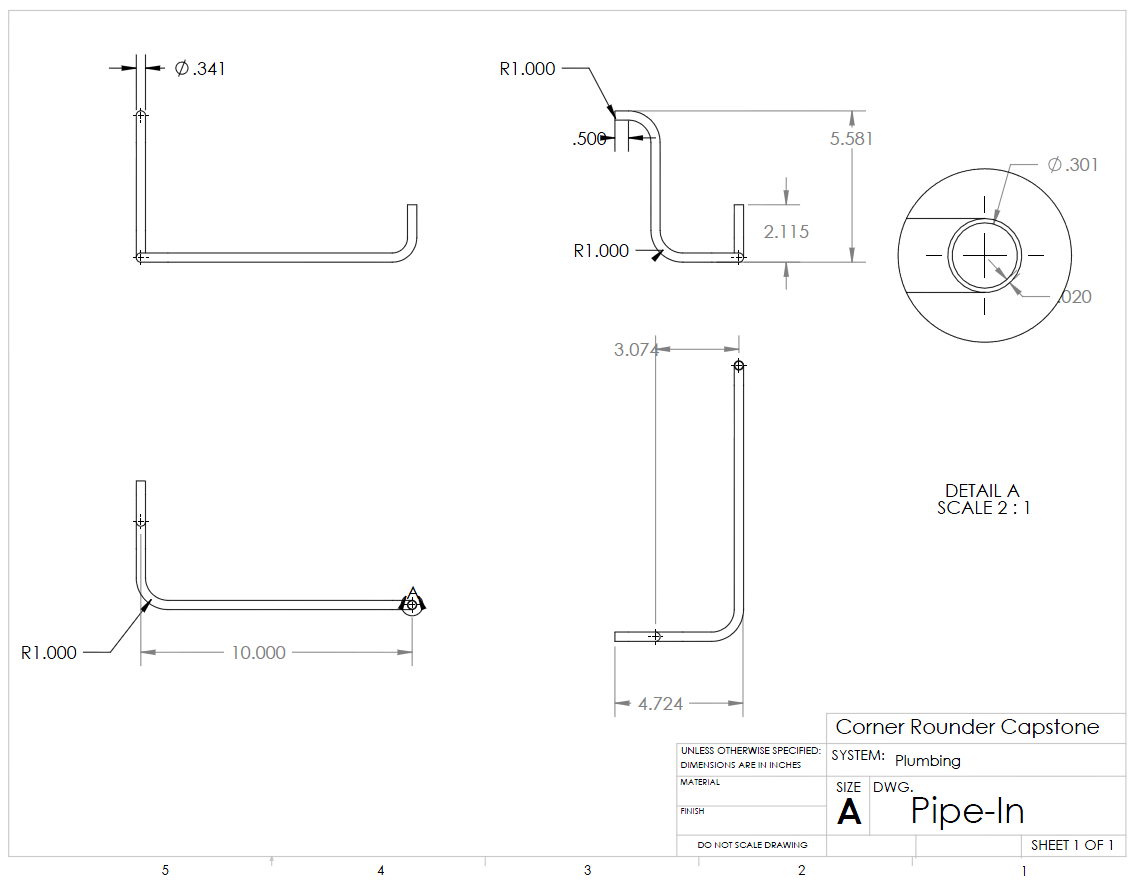 ⌀.341
R1.000
.500
5.581
⌀.301
2.115
R1.000
.020
3.074
DETAIL A
SCALE 2 : 1
A
R1.000
10.000
4.724
Corner Rounder Capstone
UNLESS OTHERWISE SPECIFIED:
DIMENSIONS ARE IN INCHES
SYSTEM: Plumbing
MATERIAL
SIZE
A
DWG.
Pipe-In
FINISH
DO NOT SCALE DRAWING
SHEET 1 OF 1
5 4 3 2 1